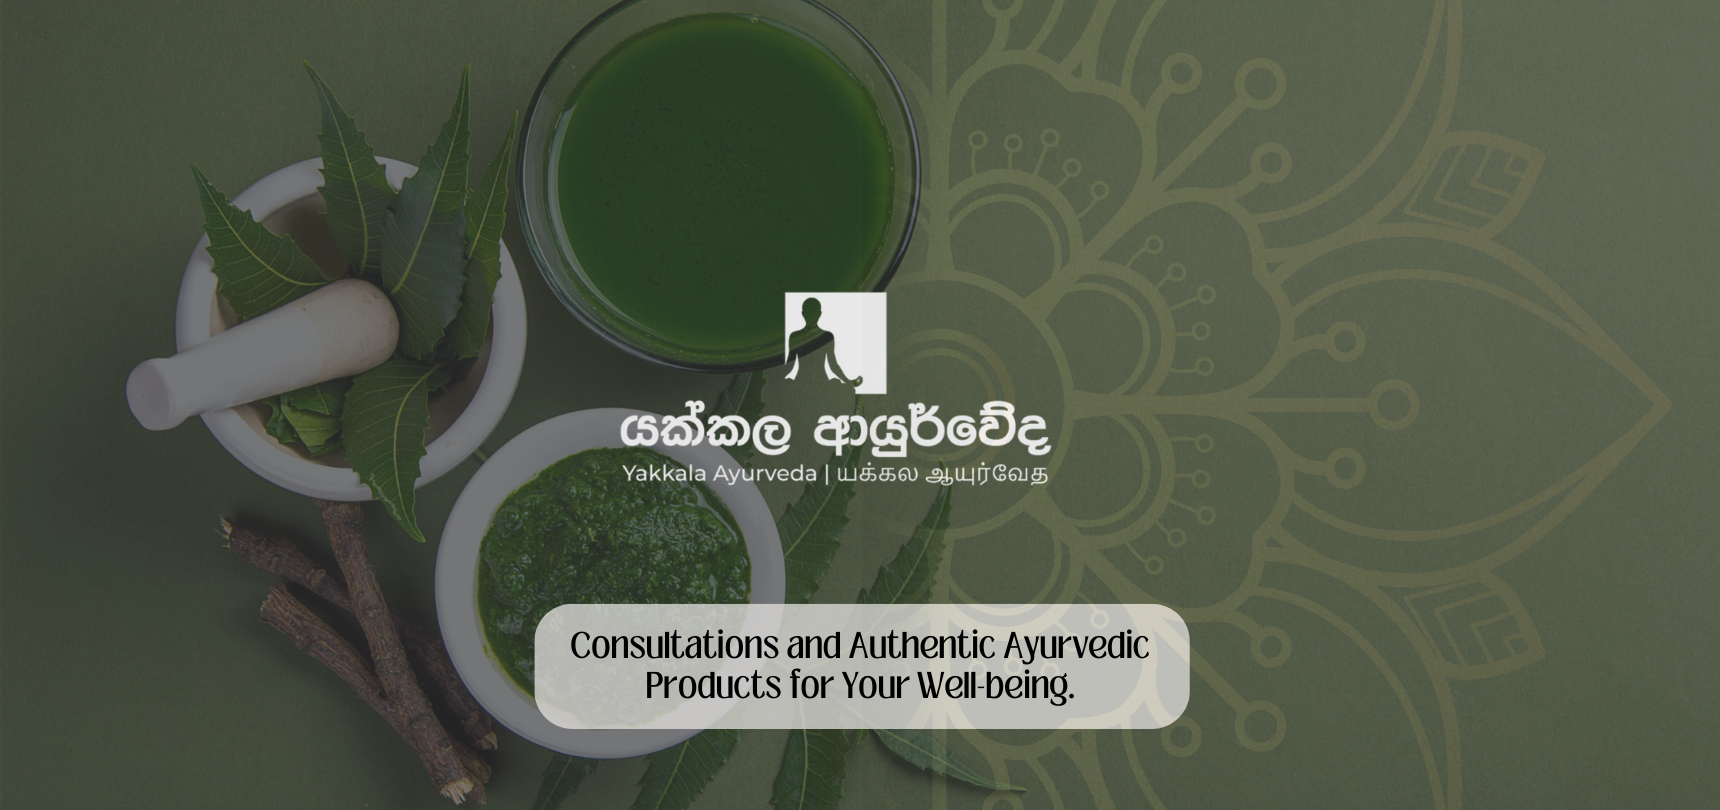 යක්කල ආයුර්වේද
Yakkala Ayurveda | யக்கல ஆயுர்வேத
Consultations and Authentic Ayurvedic
Products for Your Well-being.